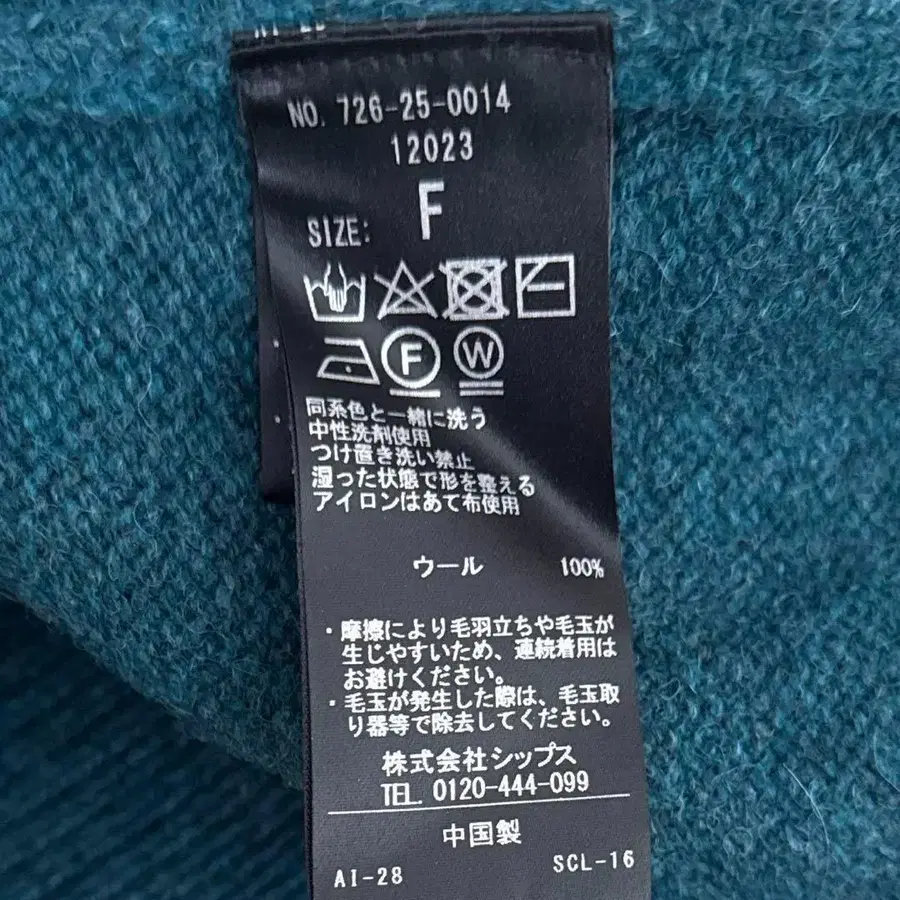 NO. 726-25-0014
12023
SIZE: F
F W
同系色と一緒に洗う
中性洗剤使用
つけ置き洗い禁止
湿った状態で形を整える
アイロンはあて布使用
ウール 100%
・摩擦により毛羽立ちや毛玉が
生じやすいため、連続着用は
お避けください。
・毛玉が発生した際は、毛玉取
り器等で除去してください。
株式会社シップス
TEL. 0120-444-099
中国製
AI-28 SCL-16